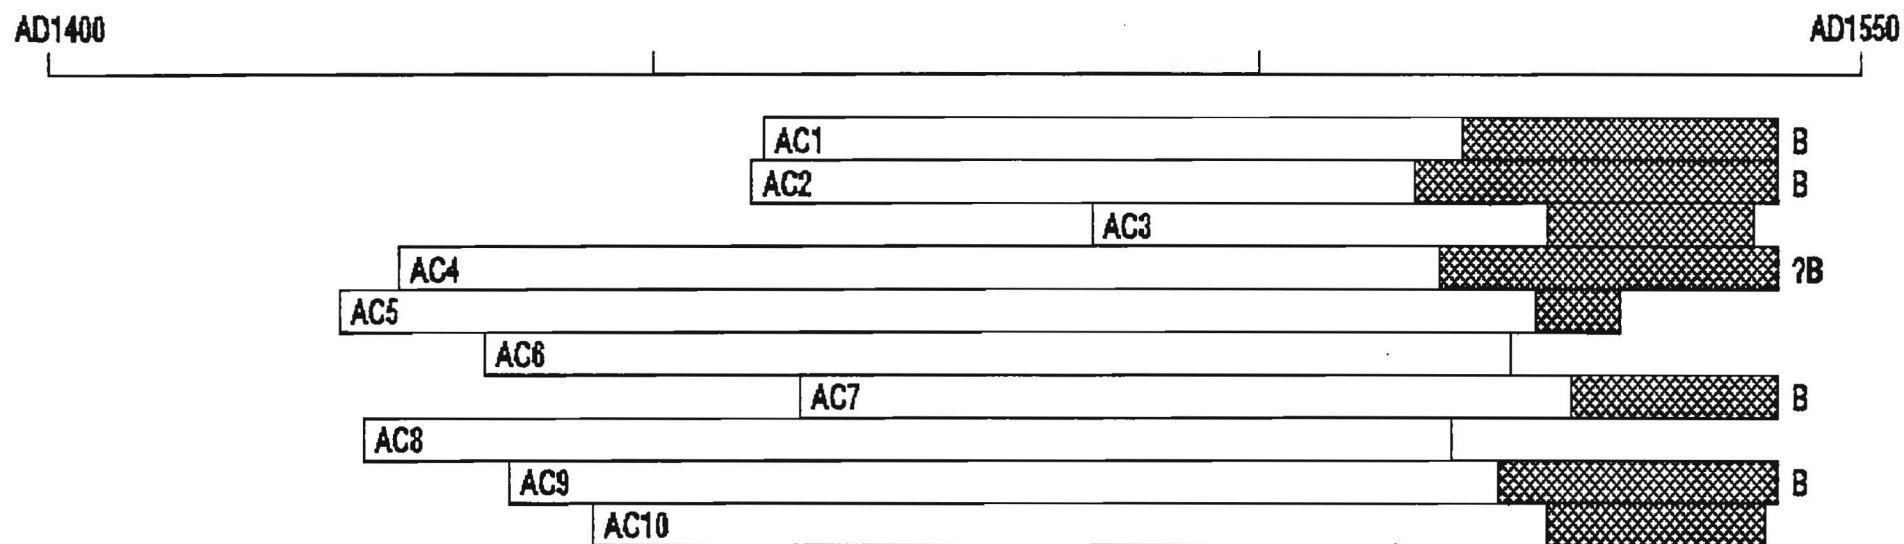 AD1400 AD1550
AC1 B
AC2 B
AC3
AC4 ?B
AC5
AC6
AC7 B
AC8
AC9 B
AC10